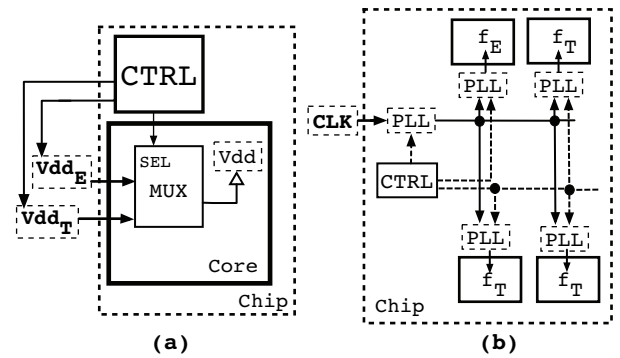 CTRL
SEL
MUX
Vdd
Vdd_E
Vdd_T
Core
Chip
(a)
f_E
f_T
PLL
PLL
CLK
PLL
CTRL
PLL
PLL
f_T
f_T
Chip
(b)